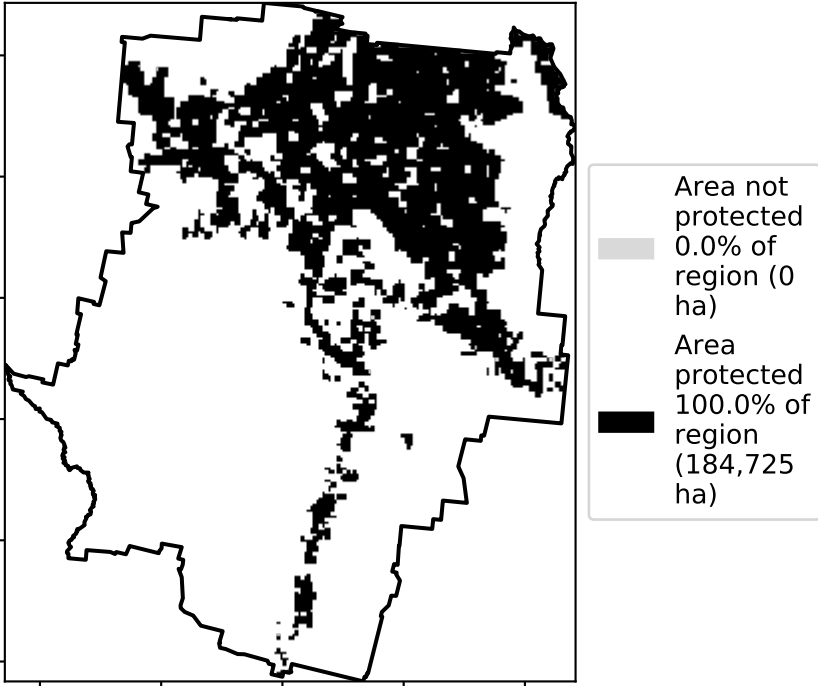 Area not
protected
0.0% of
region (0
ha)
Area
protected
100.0% of
region
(184,725
ha)